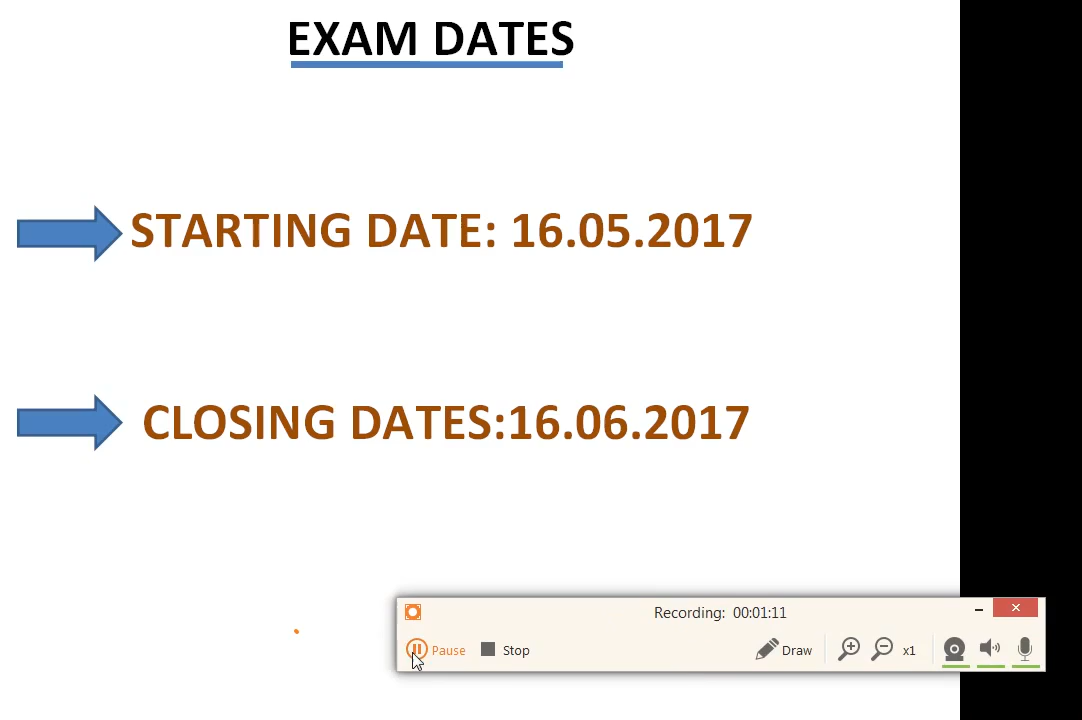 EXAM DATES
STARTING DATE: 16.05.2017
CLOSING DATES:16.06.2017
Recording: 00:01:11
Pause Stop Draw x1